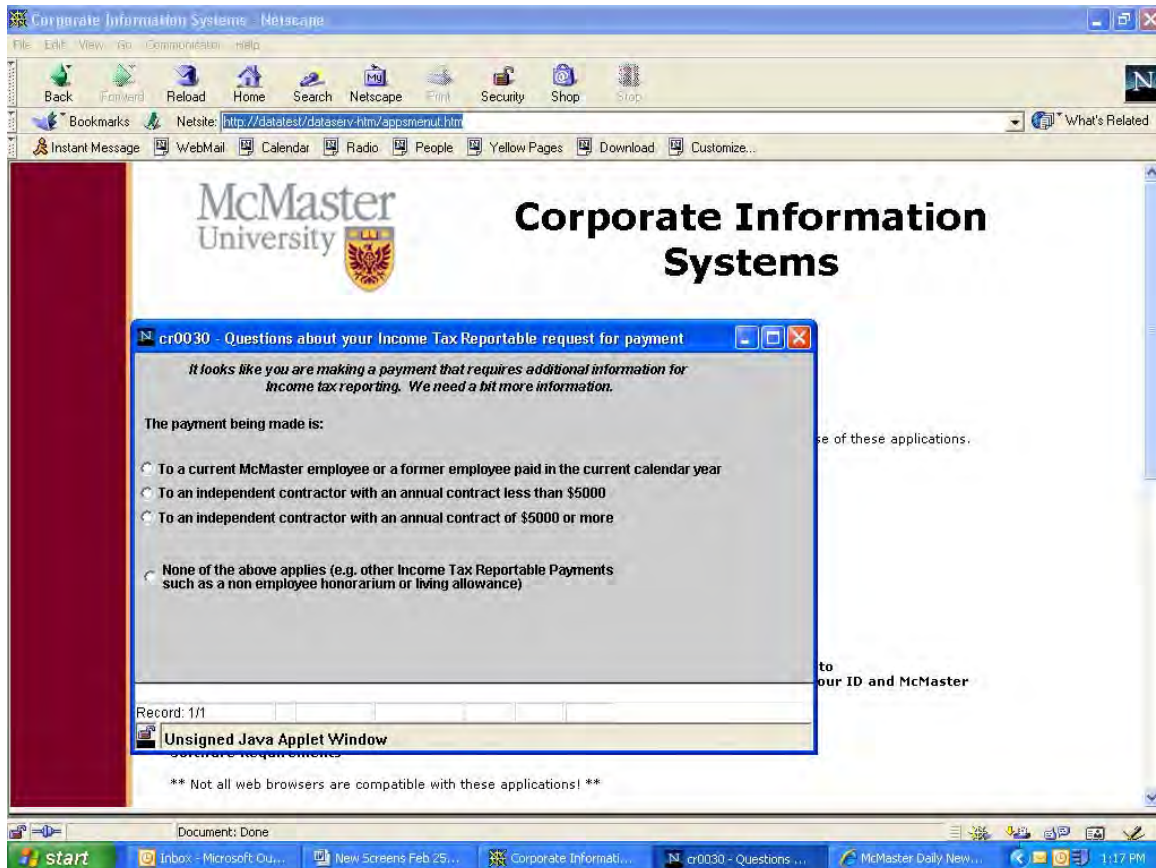 Corporate Information Systems - Netscape
File Edit View Go Communicator Help
Back Forward Reload Home Search Netscape Print Security Shop Stop
My
N
Bookmarks Netsite: http://datatest/dataserv-htm/appsmenut.htm What's Related
Instant Message WebMail Calendar Radio People Yellow Pages Download Customize...
McMaster
University
Corporate Information
Systems
cr0030 - Questions about your Income Tax Reportable request for payment
It looks like you are making a payment that requires additional information for
Income tax reporting. We need a bit more information.
The payment being made is:
se of these applications.
To a current McMaster employee or a former employee paid in the current calendar year
To an independent contractor with an annual contract less than $5000
To an independent contractor with an annual contract of $5000 or more
None of the above applies (e.g. other Income Tax Reportable Payments
such as a non employee honorarium or living allowance)
to
our ID and McMaster
Record: 1/1
Unsigned Java Applet Window
Software Requirements
** Not all web browsers are compatible with these applications! **
Document: Done
start Inbox - Microsoft Ou... New Screens Feb 25... Corporate Informati... cr0030 - Questions ... McMaster Daily New... 1:17 PM